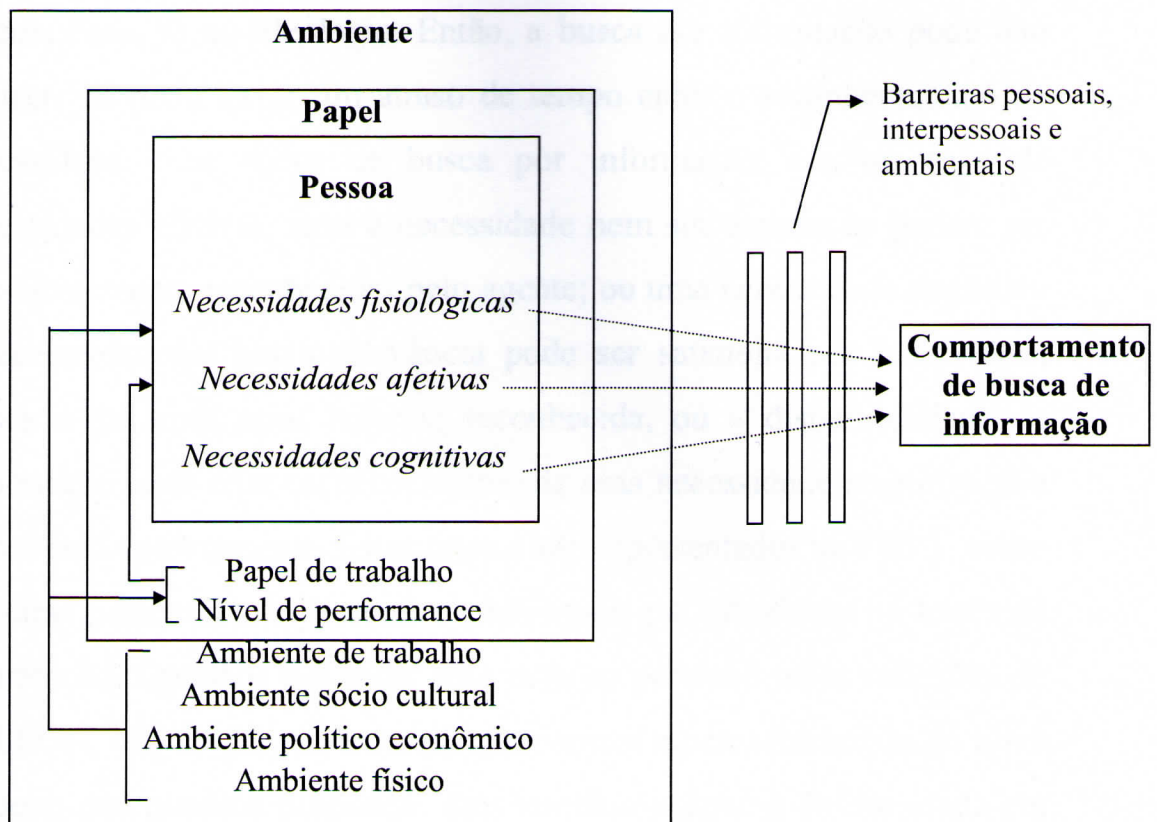 Ambiente
Papel
Pessoa
Necessidades fisiológicas
Necessidades afetivas
Necessidades cognitivas
Papel de trabalho
Nível de performance
Ambiente de trabalho
Ambiente sócio cultural
Ambiente político econômico
Ambiente físico
Barreiras pessoais,
interpessoais e
ambientais
Comportamento
de busca de
informação